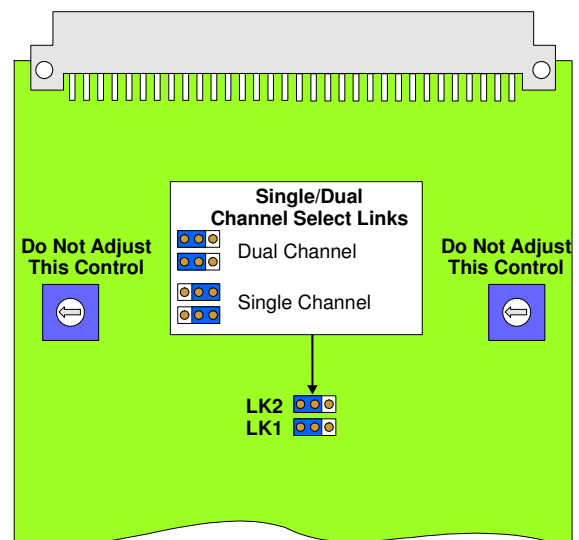 Single/Dual
Channel Select Links
Dual Channel
Single Channel
Do Not Adjust
This Control
Do Not Adjust
This Control
LK2
LK1